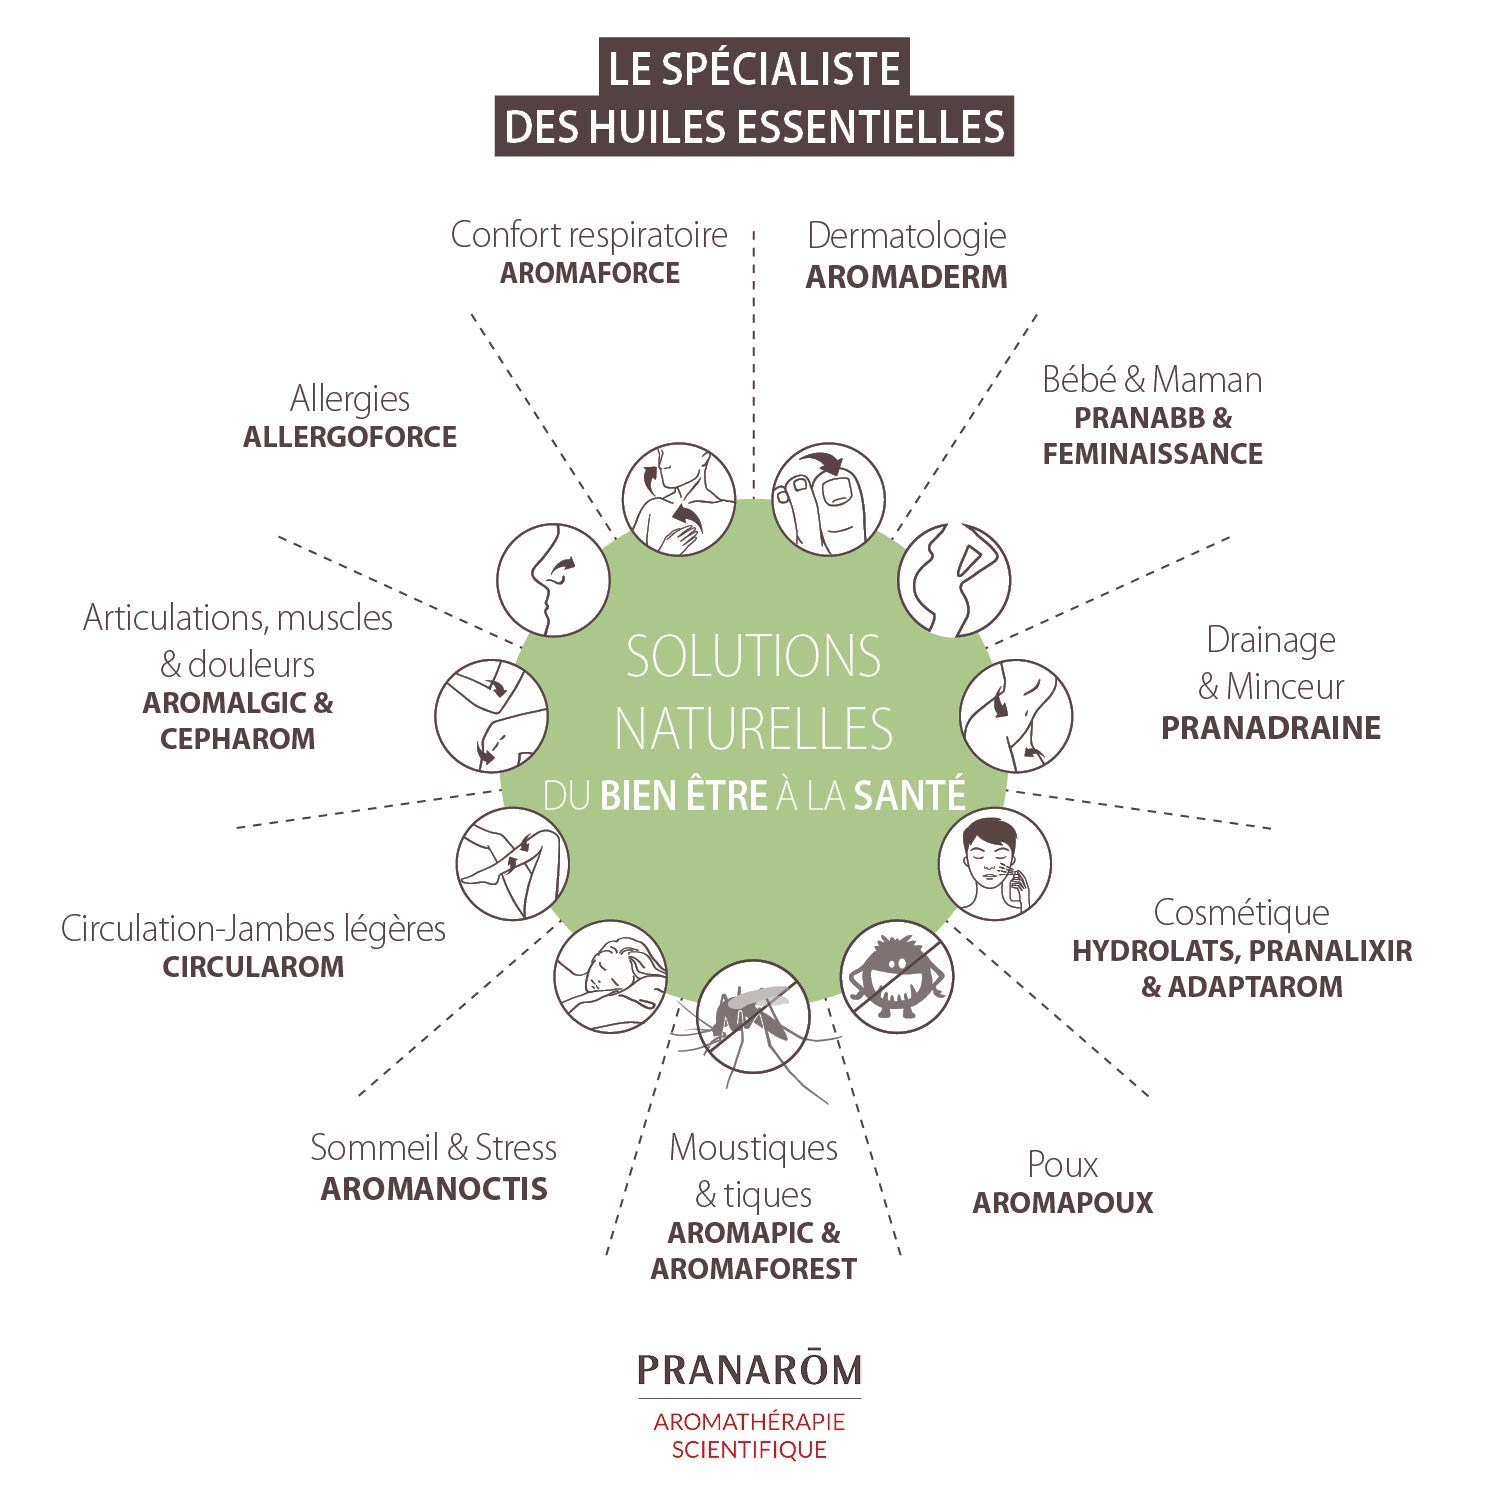 LE SPÉCIALISTE
DES HUILES ESSENTIELLES
Confort respiratoire
AROMAFORCE
Dermatologie
AROMADERM
Bébé & Maman
PRANABB &
FEMINAISSANCE
Allergies
ALLERGOFORCE
Articulations, muscles
& douleurs
AROMALGIC &
CEPHAROM
SOLUTIONS
NATURELLES
DU BIEN ÊTRE À LA SANTÉ
Drainage
& Minceur
PRANADRAINE
Circulation-Jambes légères
CIRCULAROM
Cosmétique
HYDROLATS, PRANALIXIR
& ADAPTAROM
Sommeil & Stress
AROMANOCTIS
Moustiques
& tiques
AROMAPIC &
AROMAFOREST
Poux
AROMAPOUX
PRANARŌM
AROMATHÉRAPIE
SCIENTIFIQUE